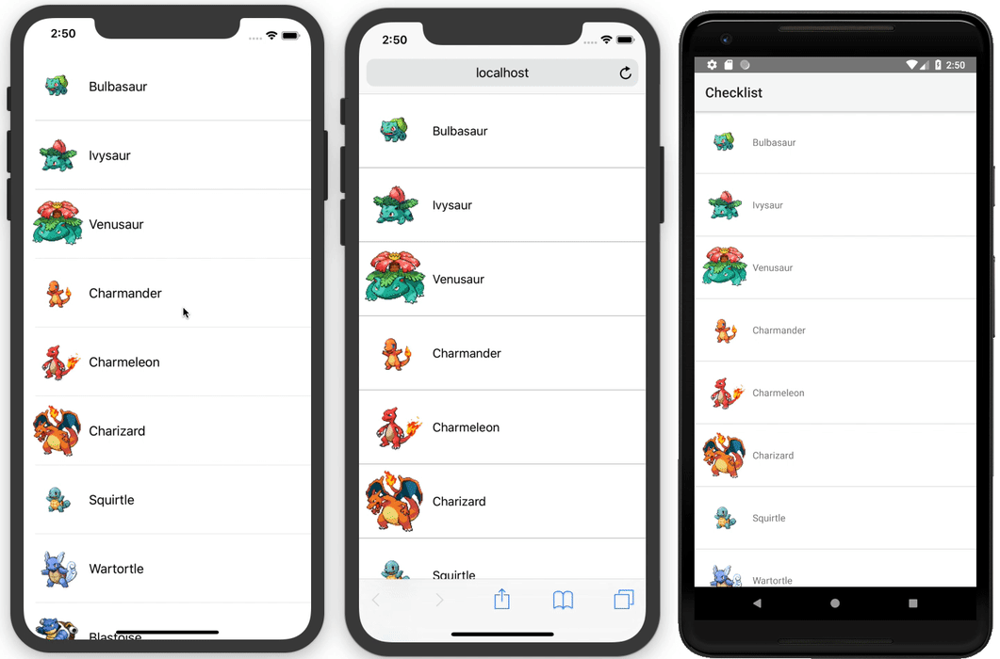 2:50
Bulbasaur
Ivysaur
Venusaur
Charmander
Charmeleon
Charizard
Squirtle
Wartortle
Blastoise
2:50
localhost
Bulbasaur
Ivysaur
Venusaur
Charmander
Charmeleon
Charizard
Squirtle
2:50
Checklist
Bulbasaur
Ivysaur
Venusaur
Charmander
Charmeleon
Charizard
Squirtle
Wartortle